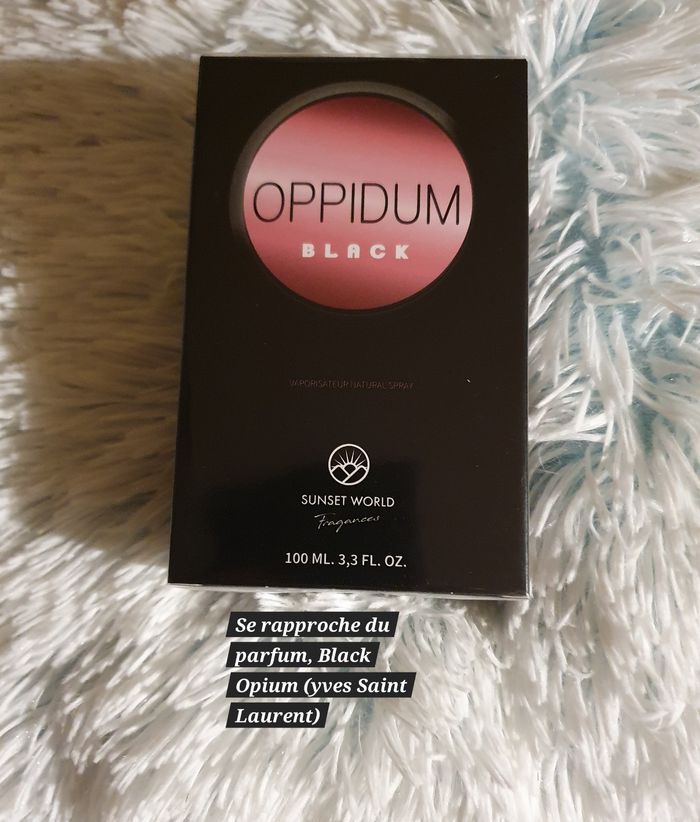 OPPIDUM
BLACK
VAPORISATEUR NATURAL SPRAY
SUNSET WORLD
Fragances
100 ML. 3,3 FL. OZ.
Se rapproche du
parfum, Black
Opium (yves Saint
Laurent)